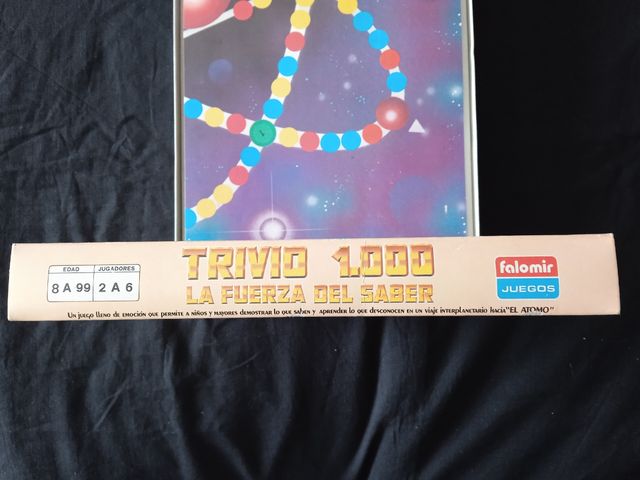 EDAD JUGADORES
8 A 99 2 A 6
TRIVIO 1.000
LA FUERZA DEL SABER
falomir
JUEGOS
Un juego lleno de emoción que permite a niños y mayores demostrar lo que saben y aprender lo que desconocen en un viaje interplanetario hacia "EL ATOMO"